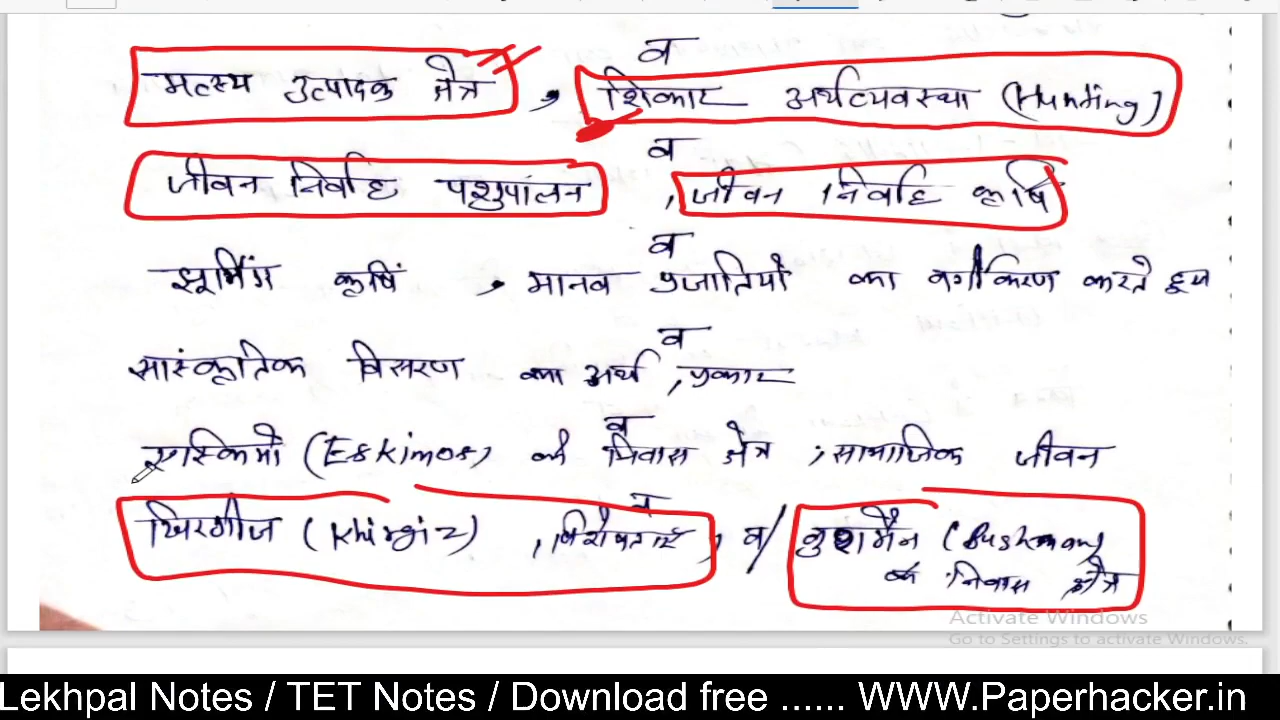 व
मत्स्य उत्पादक क्षेत्र , शिकार अर्थव्यवस्था (Hunting)
व
जीवन निर्वाह पशुपालन , जीवन निर्वाह कृषि
व
झूमिंग कृषि , मानव प्रजातियों का वर्गीकरण करते हुय
व
सांस्कृतिक विसरण का अर्थ , प्रकार
व
एस्किमो (Eskimos) के निवास क्षेत्र , सामाजिक जीवन
व
खिरगीज (Khirgiz) , विशेषताएँ , व / बुशमैन (Bushman)
के निवास क्षेत्र
Activate Windows
Go to Settings to activate Windows.
Lekhpal Notes / TET Notes / Download free ...... WWW.Paperhacker.in